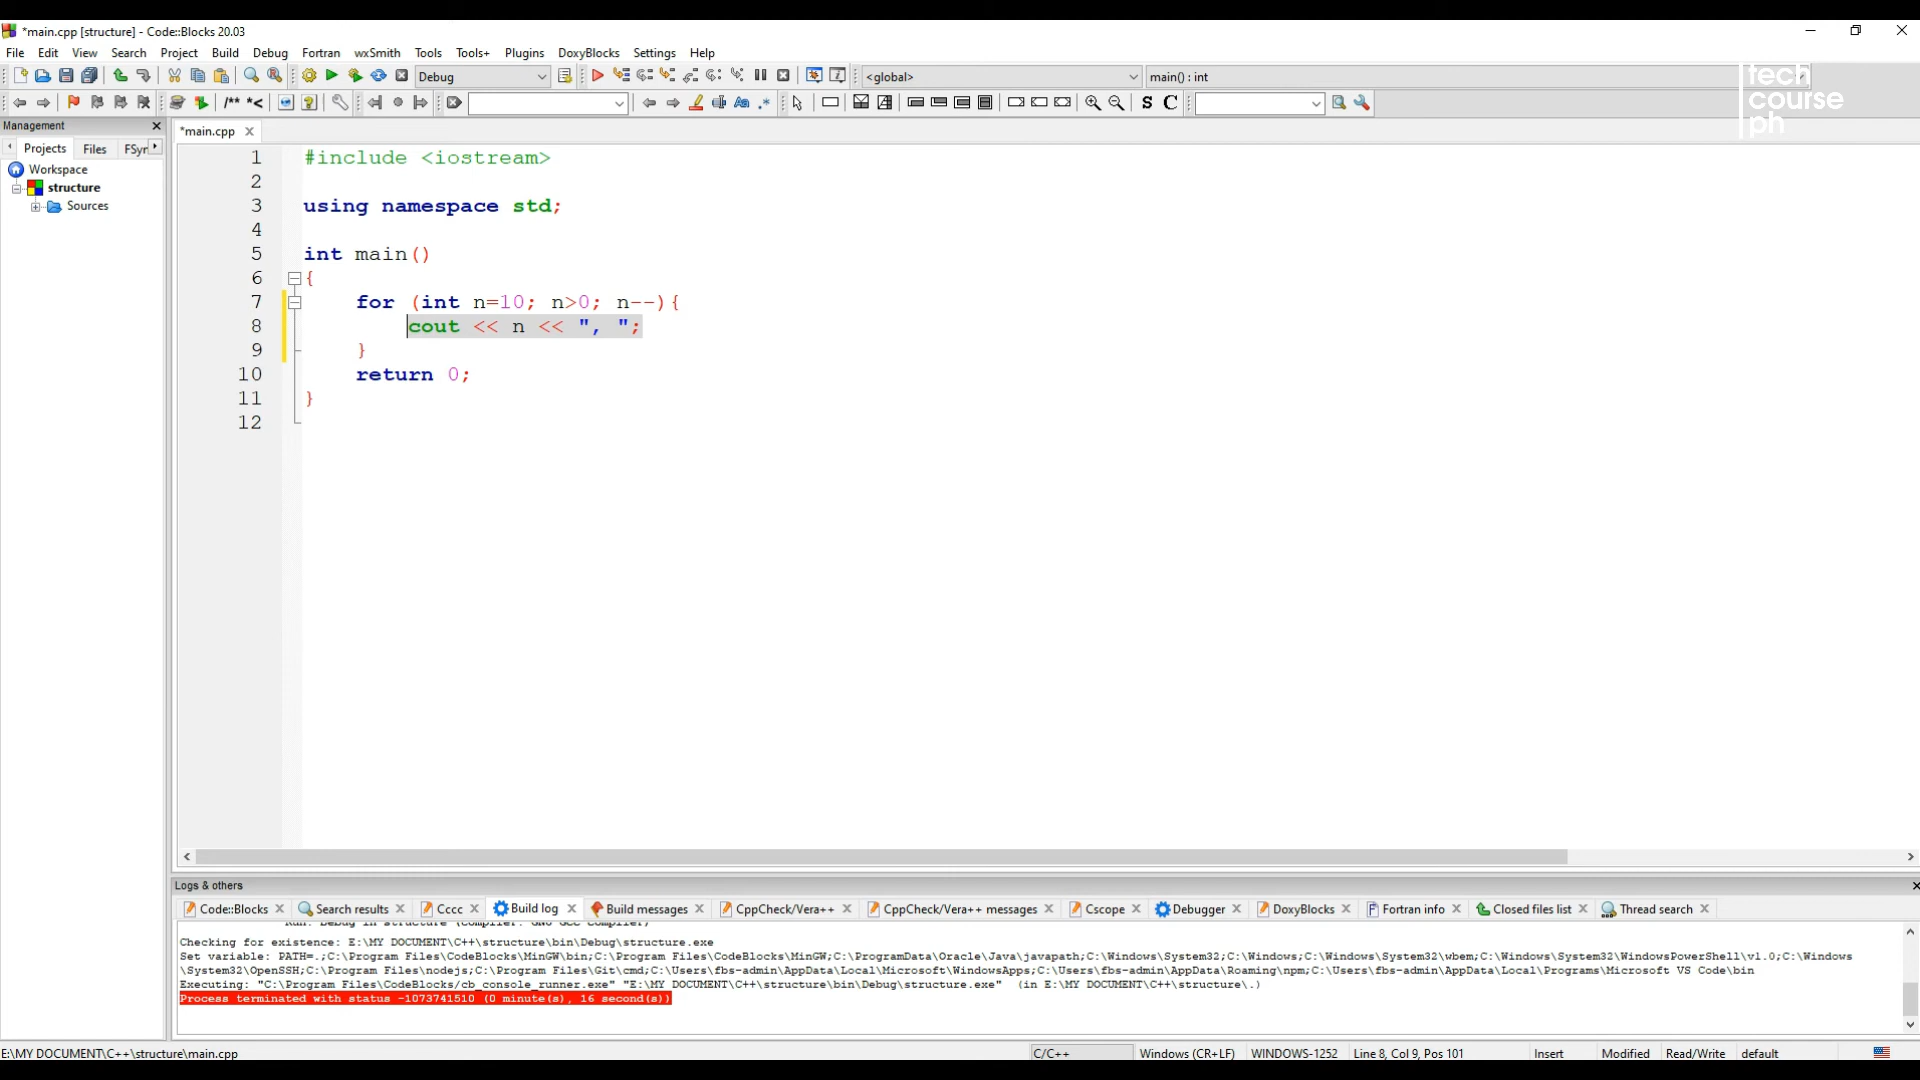 *main.cpp [structure] - Code::Blocks 20.03
File Edit View Search Project Build Debug Fortran wxSmith Tools Tools+ Plugins DoxyBlocks Settings Help
Debug <global> main() : int
/** *< S C
tech
course
ph
Management
*main.cpp
Projects Files FSyr
Workspace
structure
Sources
1 #include <iostream>
2
3 using namespace std;
4
5 int main()
6 {
7 for (int n=10; n>0; n--){
8 cout << n << ", ";
9 }
10 return 0;
11 }
12
Logs & others
Code::Blocks Search results Cccc Build log Build messages CppCheck/Vera++ CppCheck/Vera++ messages Cscope Debugger DoxyBlocks Fortran info Closed files list Thread search
Run: Debug in structure (compiler: GNU GCC Compiler)
Checking for existence: E:\MY DOCUMENT\C++\structure\bin\Debug\structure.exe
Set variable: PATH=.;C:\Program Files\CodeBlocks\MinGW\bin;C:\Program Files\CodeBlocks\MinGW;C:\ProgramData\Oracle\Java\javapath;C:\Windows\System32;C:\Windows;C:\Windows\System32\wbem;C:\Windows\System32\WindowsPowerShell\v1.0;C:\Windows
\System32\OpenSSH;C:\Program Files\nodejs;C:\Program Files\Git\cmd;C:\Users\fbs-admin\AppData\Local\Microsoft\WindowsApps;C:\Users\fbs-admin\AppData\Roaming\npm;C:\Users\fbs-admin\AppData\Local\Programs\Microsoft VS Code\bin
Executing: "C:\Program Files\CodeBlocks/cb_console_runner.exe" "E:\MY DOCUMENT\C++\structure\bin\Debug\structure.exe" (in E:\MY DOCUMENT\C++\structure\.)
Process terminated with status -1073741510 (0 minute(s), 16 second(s))
E:\MY DOCUMENT\C++\structure\main.cpp C/C++ Windows (CR+LF) WINDOWS-1252 Line 8, Col 9, Pos 101 Insert Modified Read/Write default